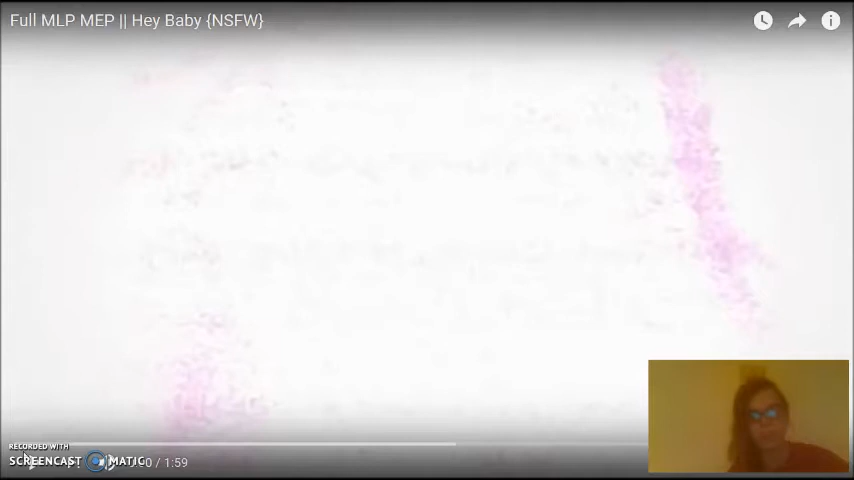 Full MLP MEP || Hey Baby {NSFW}
RECORDED WITH
SCREENCAST MATIC
/ 1:59